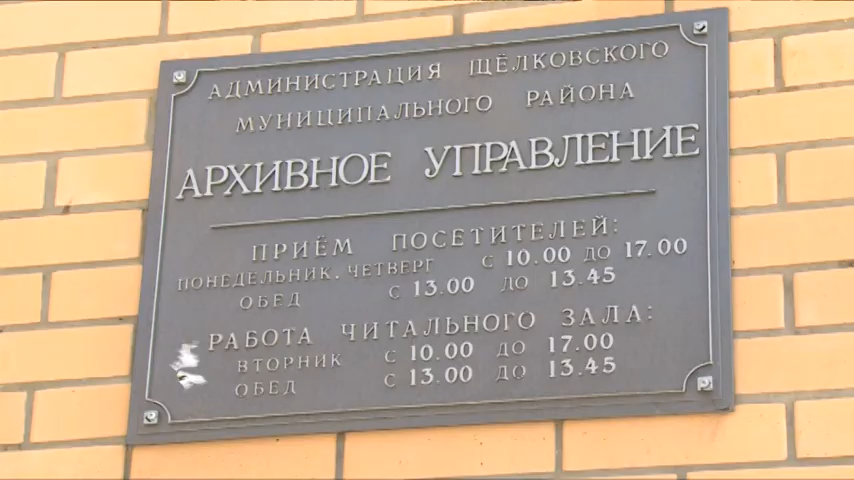 АДМИНИСТРАЦИЯ ЩЁЛКОВСКОГО
МУНИЦИПАЛЬНОГО РАЙОНА
АРХИВНОЕ УПРАВЛЕНИЕ
ПРИЁМ ПОСЕТИТЕЛЕЙ:
ПОНЕДЕЛЬНИК. ЧЕТВЕРГ С 10.00 ДО 17.00
ОБЕД С 13.00 ДО 13.45
РАБОТА ЧИТАЛЬНОГО ЗАЛА:
ВТОРНИК С 10.00 ДО 17.00
ОБЕД С 13.00 ДО 13.45